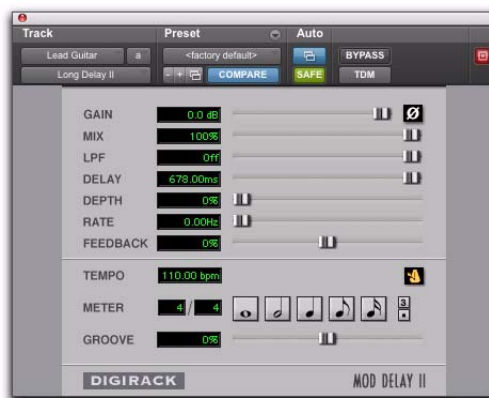 Track Preset Auto
Lead Guitar a <factory default> BYPASS
Long Delay II - + COMPARE SAFE TDM
GAIN 0.0 dB Ø
MIX 100%
LPF Off
DELAY 678.00ms
DEPTH 0%
RATE 0.00Hz
FEEDBACK 0%
TEMPO 110.00 bpm
METER 4 / 4 3
GROOVE 0%
DIGIRACK MOD DELAY II